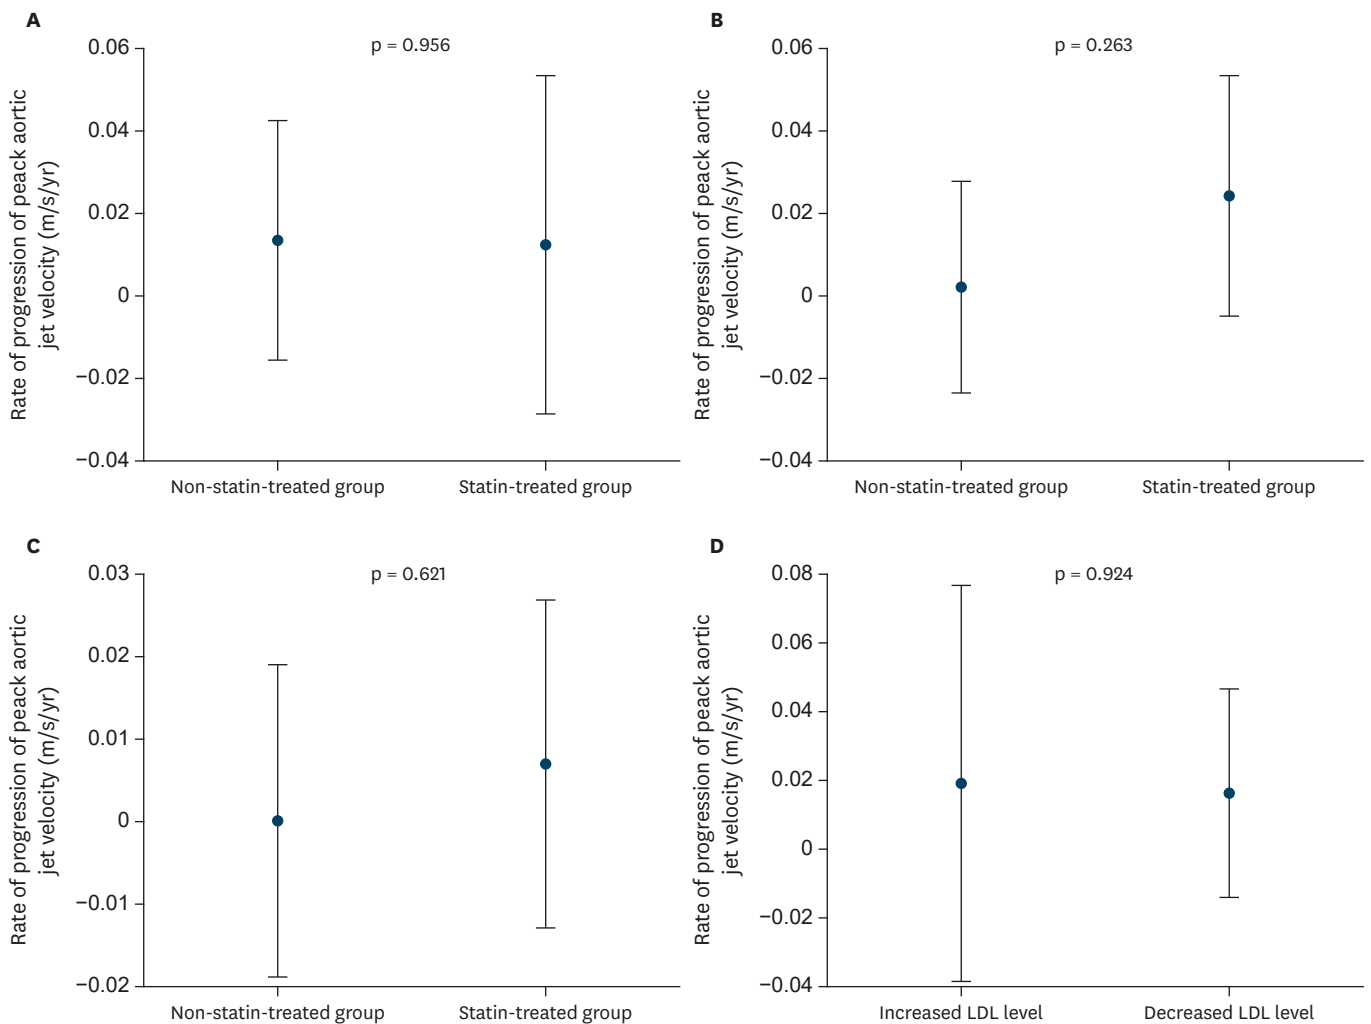 A
p = 0.956
Rate of progression of peack aortic
jet velocity (m/s/yr)
0.06
0.04
0.02
0
−0.02
−0.04
Non-statin-treated group
Statin-treated group
B
p = 0.263
Rate of progression of peack aortic
jet velocity (m/s/yr)
0.06
0.04
0.02
0
−0.02
−0.04
Non-statin-treated group
Statin-treated group
C
p = 0.621
Rate of progression of peack aortic
jet velocity (m/s/yr)
0.03
0.02
0.01
0
−0.01
−0.02
Non-statin-treated group
Statin-treated group
D
p = 0.924
Rate of progression of peack aortic
jet velocity (m/s/yr)
0.08
0.06
0.04
0.02
0
−0.02
−0.04
Increased LDL level
Decreased LDL level